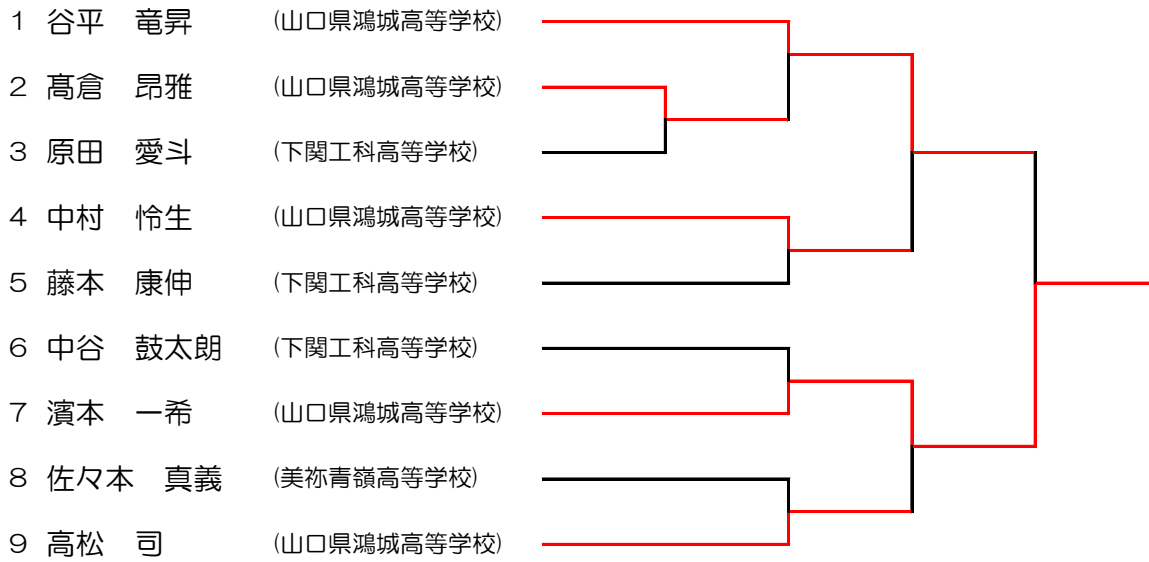 1 谷平 竜昇 (山口県鴻城高等学校)
2 髙倉 昂雅 (山口県鴻城高等学校)
3 原田 愛斗 (下関工科高等学校)
4 中村 怜生 (山口県鴻城高等学校)
5 藤本 康伸 (下関工科高等学校)
6 中谷 鼓太朗 (下関工科高等学校)
7 濱本 一希 (山口県鴻城高等学校)
8 佐々本 真義 (美祢青嶺高等学校)
9 高松 司 (山口県鴻城高等学校)